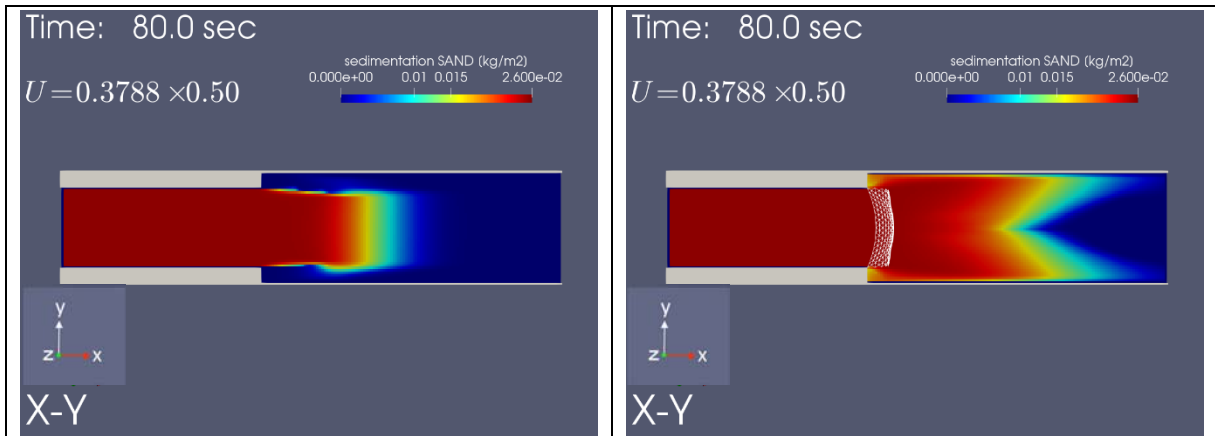 Time: 80.0 sec
sedimentation SAND (kg/m2)
0.000e+00 0.01 0.015 2.600e-02
U=0.3788 ×0.50
y
z x
X-Y
Time: 80.0 sec
sedimentation SAND (kg/m2)
0.000e+00 0.01 0.015 2.600e-02
U=0.3788 ×0.50
y
z x
X-Y